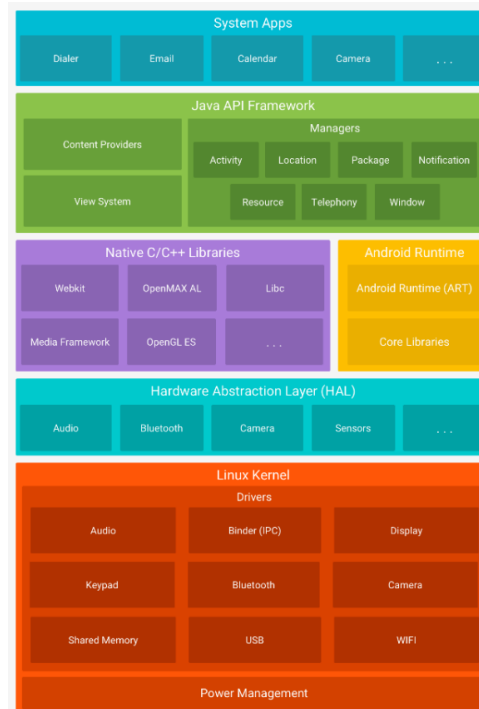 System Apps
Dialer Email Calendar Camera ...
Java API Framework
Content Providers
View System
Managers
Activity Location Package Notification
Resource Telephony Window
Native C/C++ Libraries
Webkit OpenMAX AL Libc
Media Framework OpenGL ES ...
Android Runtime
Android Runtime (ART)
Core Libraries
Hardware Abstraction Layer (HAL)
Audio Bluetooth Camera Sensors ...
Linux Kernel
Drivers
Audio Binder (IPC) Display
Keypad Bluetooth Camera
Shared Memory USB WIFI
Power Management